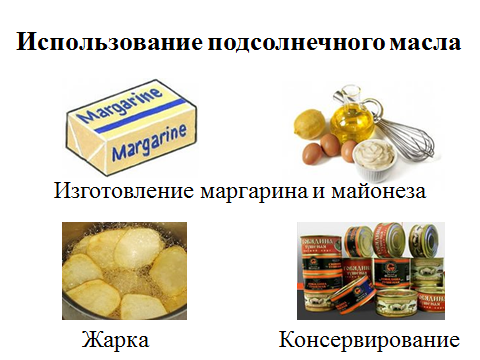 Использование подсолнечного масла
Margarine
Margarine
Изготовление маргарина и майонеза
Жарка
Консервирование